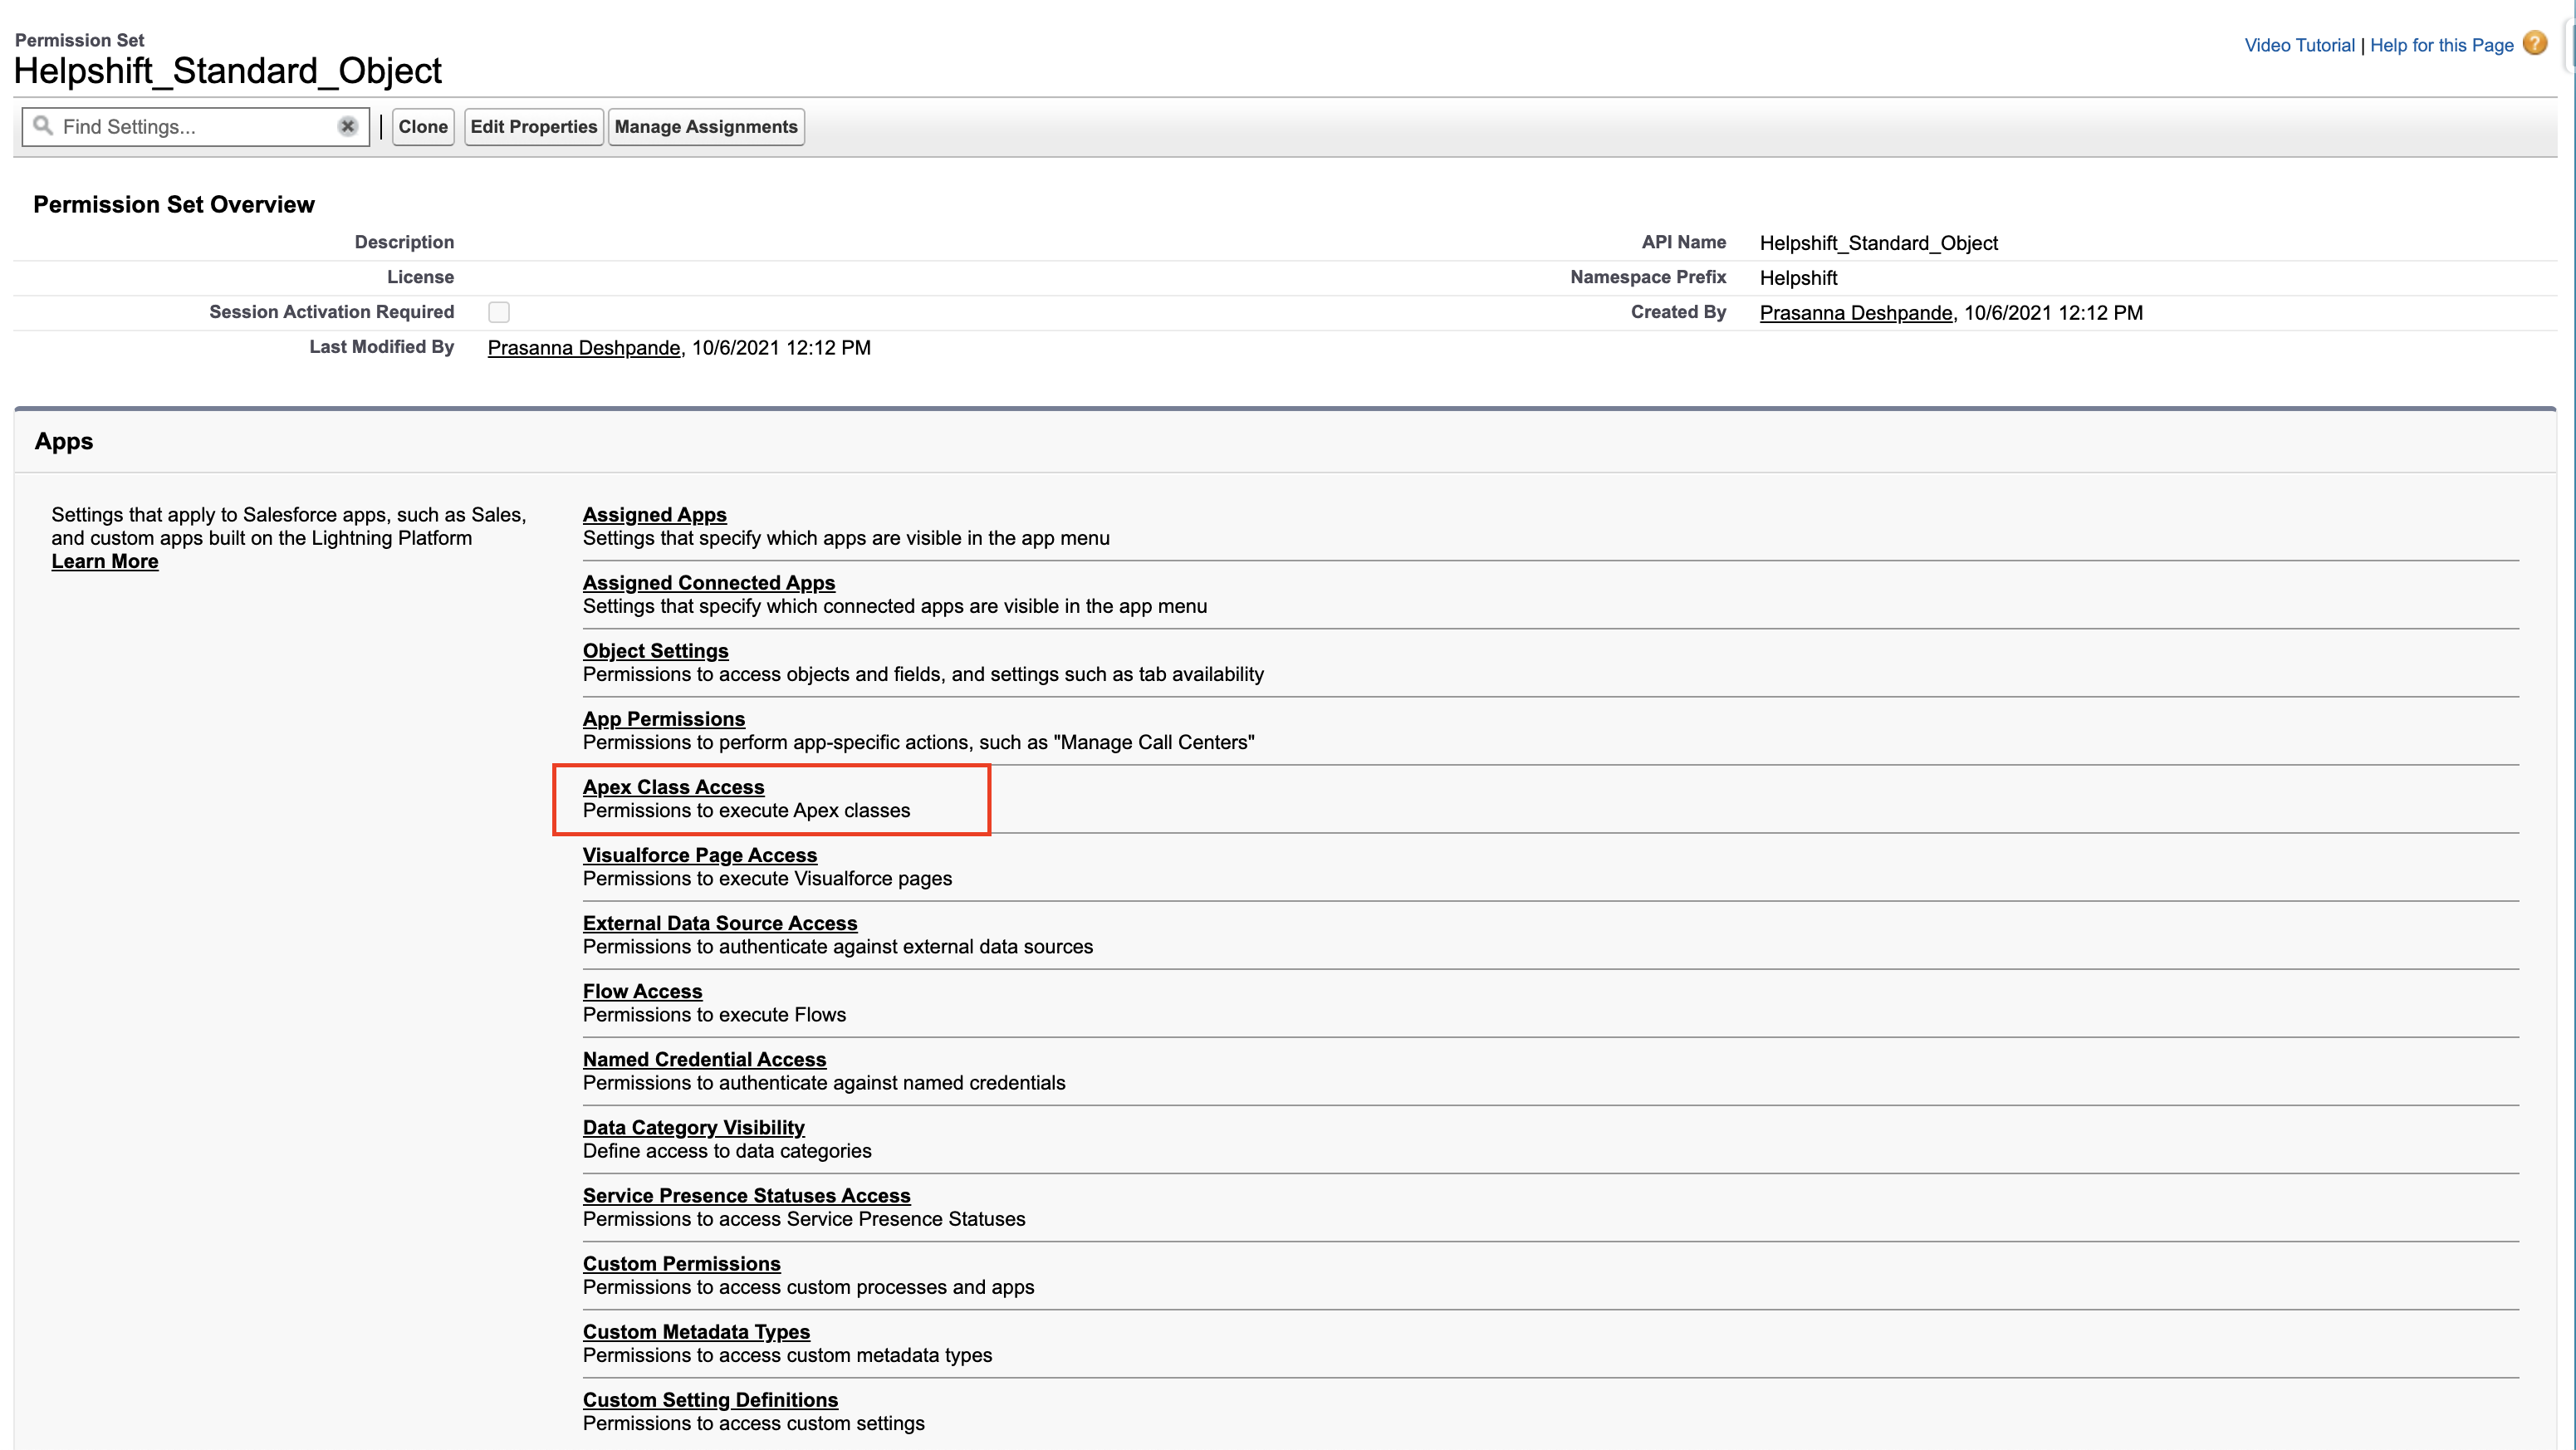 Permission Set
Helpshift_Standard_Object
Video Tutorial | Help for this Page ?
Find Settings... | Clone Edit Properties Manage Assignments
Permission Set Overview
Description
API Name Helpshift_Standard_Object
License
Namespace Prefix Helpshift
Session Activation Required
Created By Prasanna Deshpande, 10/6/2021 12:12 PM
Last Modified By Prasanna Deshpande, 10/6/2021 12:12 PM
Apps
Settings that apply to Salesforce apps, such as Sales,
and custom apps built on the Lightning Platform
Learn More
Assigned Apps
Settings that specify which apps are visible in the app menu
Assigned Connected Apps
Settings that specify which connected apps are visible in the app menu
Object Settings
Permissions to access objects and fields, and settings such as tab availability
App Permissions
Permissions to perform app-specific actions, such as "Manage Call Centers"
Apex Class Access
Permissions to execute Apex classes
Visualforce Page Access
Permissions to execute Visualforce pages
External Data Source Access
Permissions to authenticate against external data sources
Flow Access
Permissions to execute Flows
Named Credential Access
Permissions to authenticate against named credentials
Data Category Visibility
Define access to data categories
Service Presence Statuses Access
Permissions to access Service Presence Statuses
Custom Permissions
Permissions to access custom processes and apps
Custom Metadata Types
Permissions to access custom metadata types
Custom Setting Definitions
Permissions to access custom settings